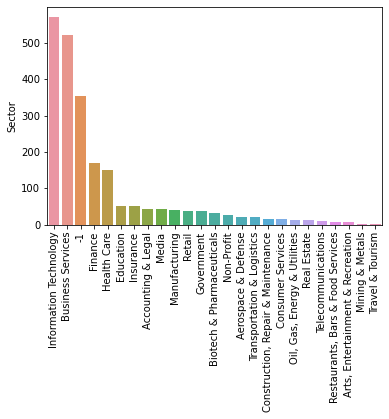 500
400
300
200
100
0
Sector
Information Technology
Business Services
-1
Finance
Health Care
Education
Insurance
Accounting & Legal
Media
Manufacturing
Retail
Government
Biotech & Pharmaceuticals
Non-Profit
Aerospace & Defense
Transportation & Logistics
Construction, Repair & Maintenance
Consumer Services
Oil, Gas, Energy & Utilities
Real Estate
Telecommunications
Restaurants, Bars & Food Services
Arts, Entertainment & Recreation
Mining & Metals
Travel & Tourism